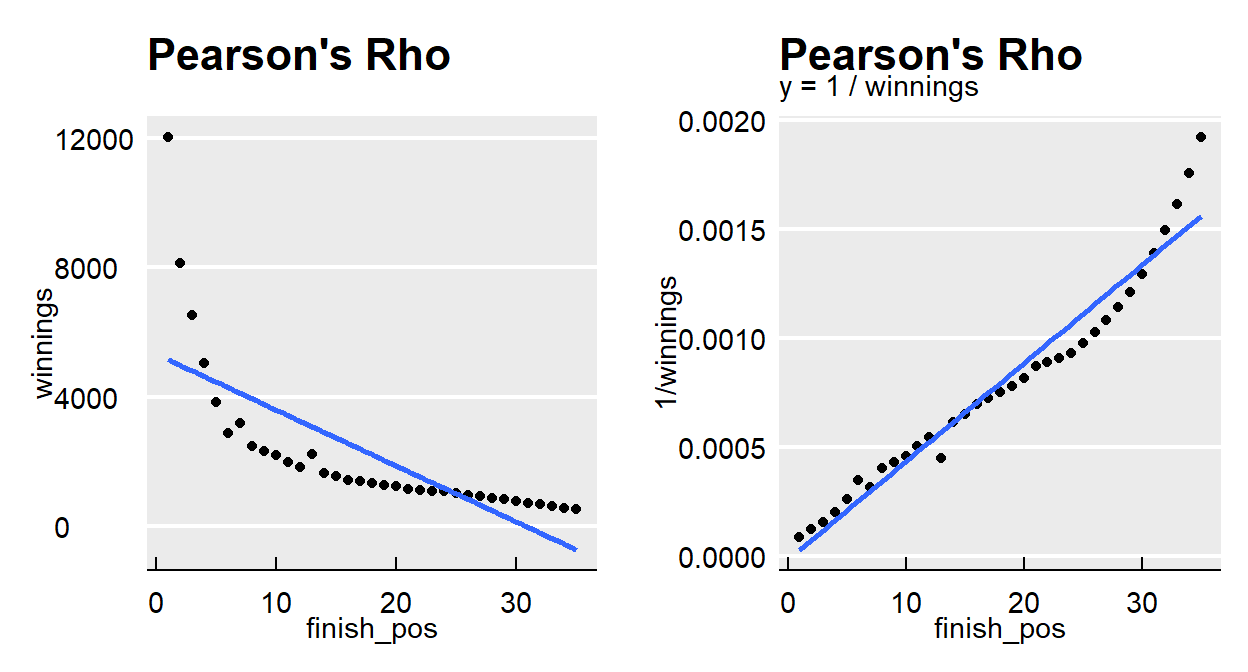 Pearson's Rho
winnings
12000
8000
4000
0
0
10
20
30
finish_pos
Pearson's Rho
y = 1 / winnings
1/winnings
0.0020
0.0015
0.0010
0.0005
0.0000
0
10
20
30
finish_pos